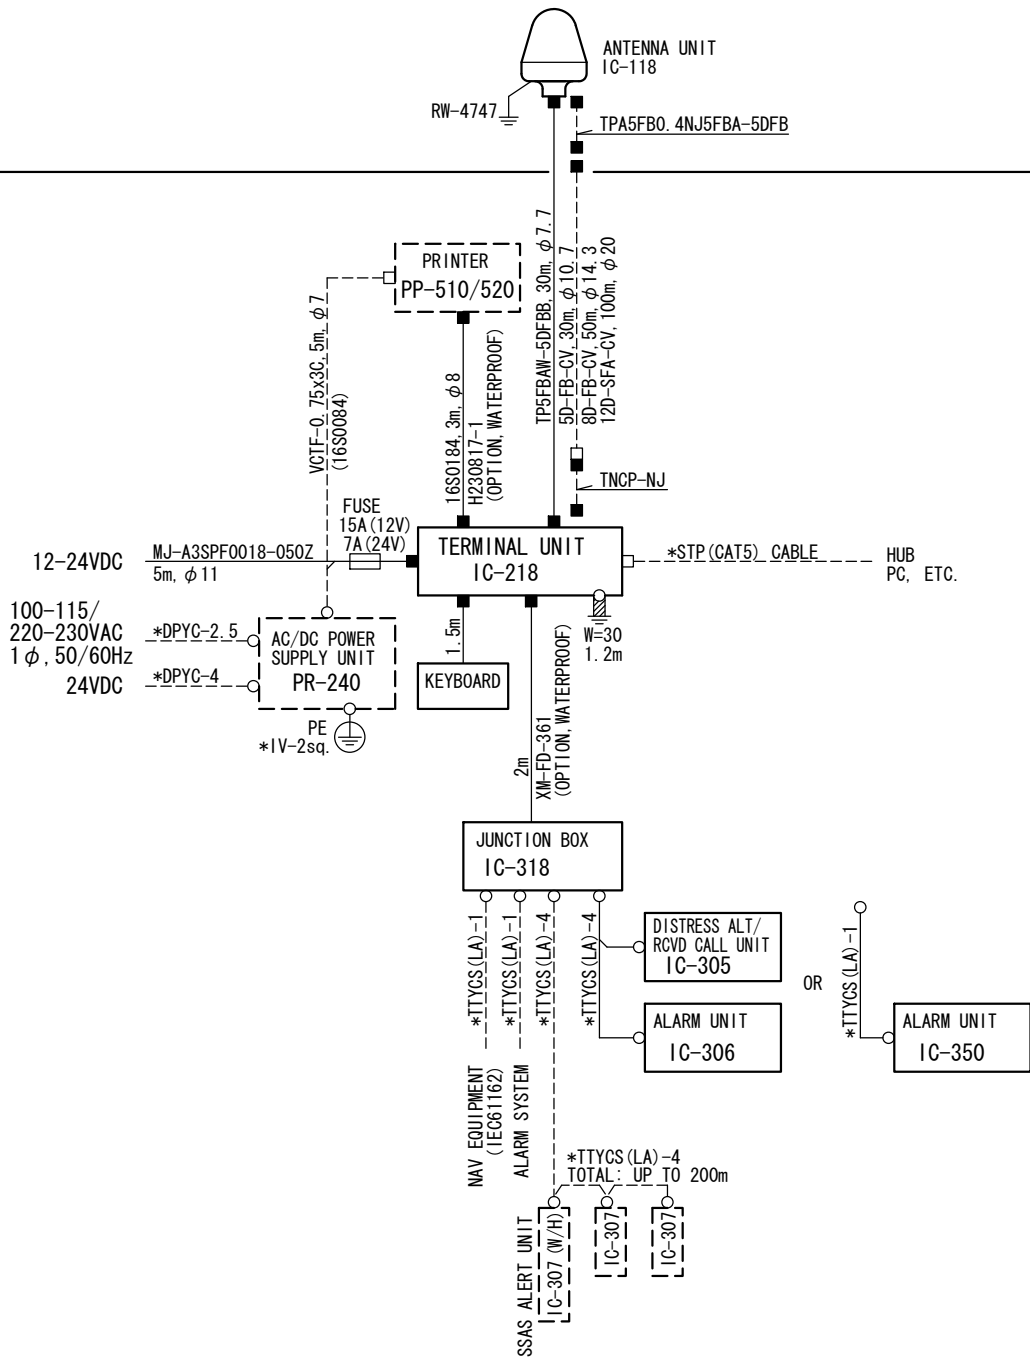 ANTENNA UNIT
IC-118
RW-4747
TPA5FB0.4NJ5FBA-5DFB
TP5FBAW-5DFBB, 30m, φ7.7
5D-FB-CV, 30m, φ10.7
8D-FB-CV, 50m, φ14.3
12D-SFA-CV, 100m, φ20
PRINTER
PP-510/520
VCTF-0.75x3C, 5m, φ7
(16S0084)
16S0184, 3m, φ8
H230817-1
(OPTION, WATERPROOF)
TNCP-NJ
FUSE
15A(12V)
7A(24V)
TERMINAL UNIT
IC-218
12-24VDC
MJ-A3SPF0018-050Z
5m, φ11
*STP(CAT5) CABLE
HUB
PC, ETC.
W=30
1.2m
100-115/
220-230VAC
1φ, 50/60Hz
*DPYC-2.5
24VDC
*DPYC-4
AC/DC POWER
SUPPLY UNIT
PR-240
PE
*IV-2sq.
1.5m
KEYBOARD
2m
XM-FD-361
(OPTION, WATERPROOF)
JUNCTION BOX
IC-318
*TTYCS(LA)-1
*TTYCS(LA)-1
*TTYCS(LA)-4
*TTYCS(LA)-4
DISTRESS ALT/
RCVD CALL UNIT
IC-305
ALARM UNIT
IC-306
OR
*TTYCS(LA)-1
ALARM UNIT
IC-350
NAV EQUIPMENT
(IEC61162)
ALARM SYSTEM
*TTYCS(LA)-4
TOTAL: UP TO 200m
SSAS ALERT UNIT
IC-307(W/H)
IC-307
IC-307